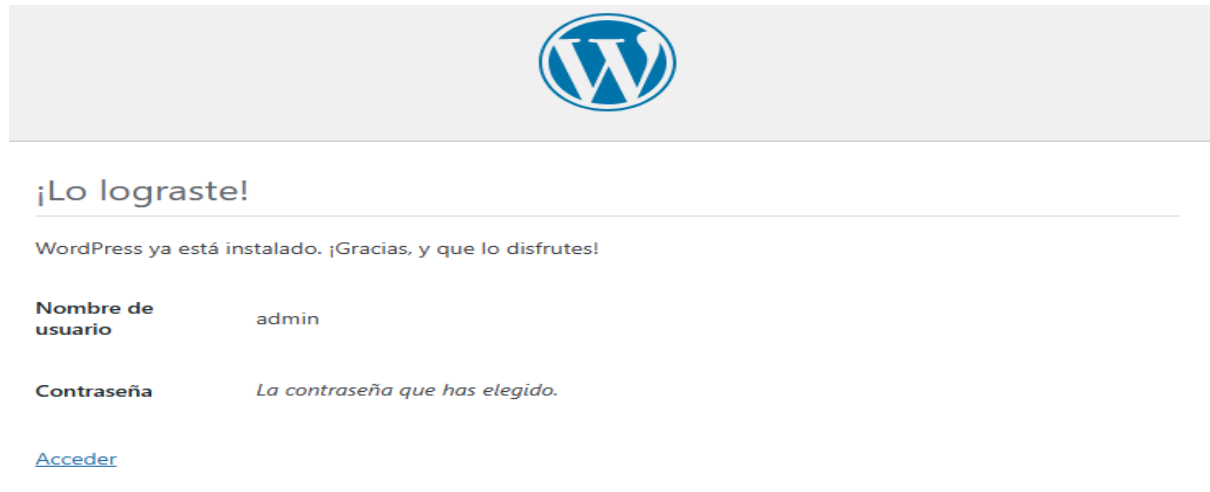 ¡Lo lograste!
WordPress ya está instalado. ¡Gracias, y que lo disfrutes!
Nombre de
usuario
admin
Contraseña
La contraseña que has elegido.
Acceder